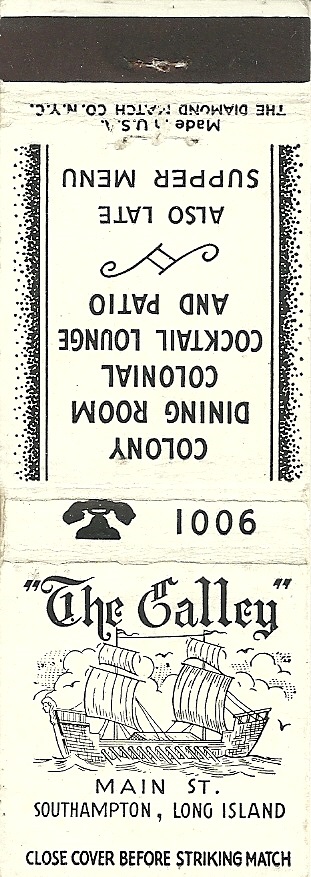 "The Galley"
MAIN ST.
SOUTHAMPTON, LONG ISLAND
CLOSE COVER BEFORE STRIKING MATCH
1006
COLONY
DINING ROOM
COLONIAL
COCKTAIL LOUNGE
AND PATIO
ALSO LATE
SUPPER MENU
Made in U.S.A.
THE DIAMOND MATCH CO. N.Y.C.